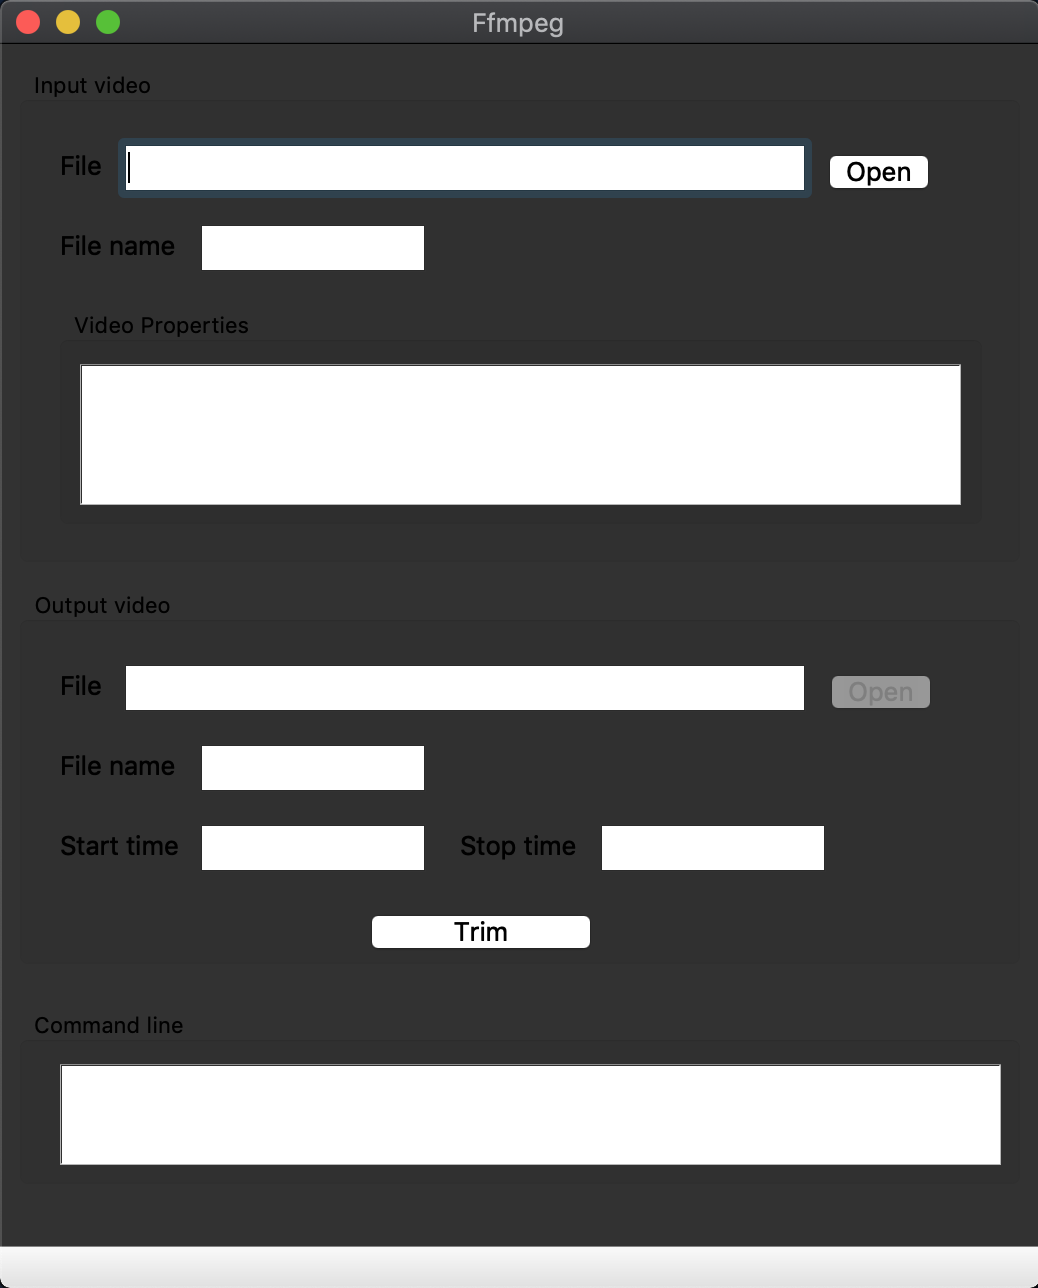 Ffmpeg
Input video
File
Open
File name
Video Properties
Output video
File
Open
File name
Start time
Stop time
Trim
Command line